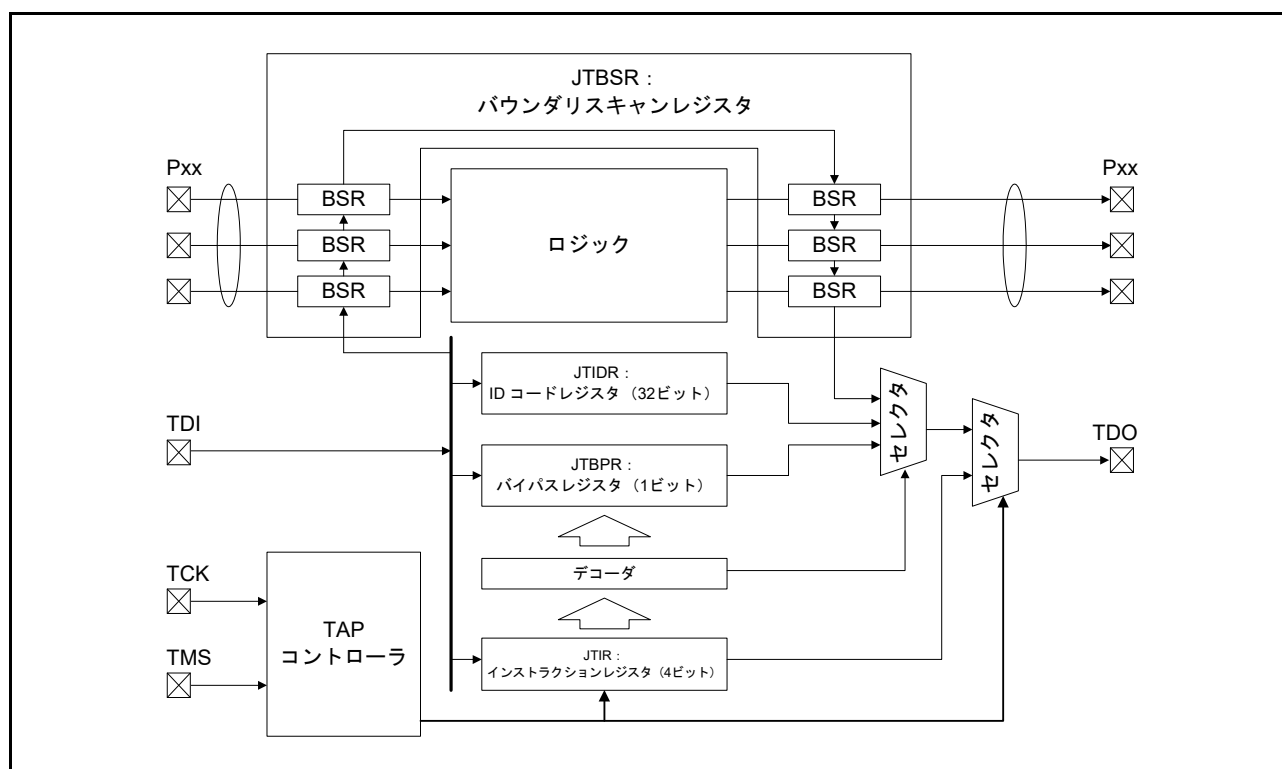 JTBSR：
バウンダリスキャンレジスタ
Pxx
Pxx
BSR
BSR
BSR
BSR
BSR
BSR
ロジック
JTIDR：
ID コードレジスタ（32ビット）
TDI
JTBPR：
バイパスレジスタ（1ビット）
セレクタ
セレクタ
TDO
デコーダ
TCK
TMS
TAP
コントローラ
JTIR：
インストラクションレジスタ（4ビット）